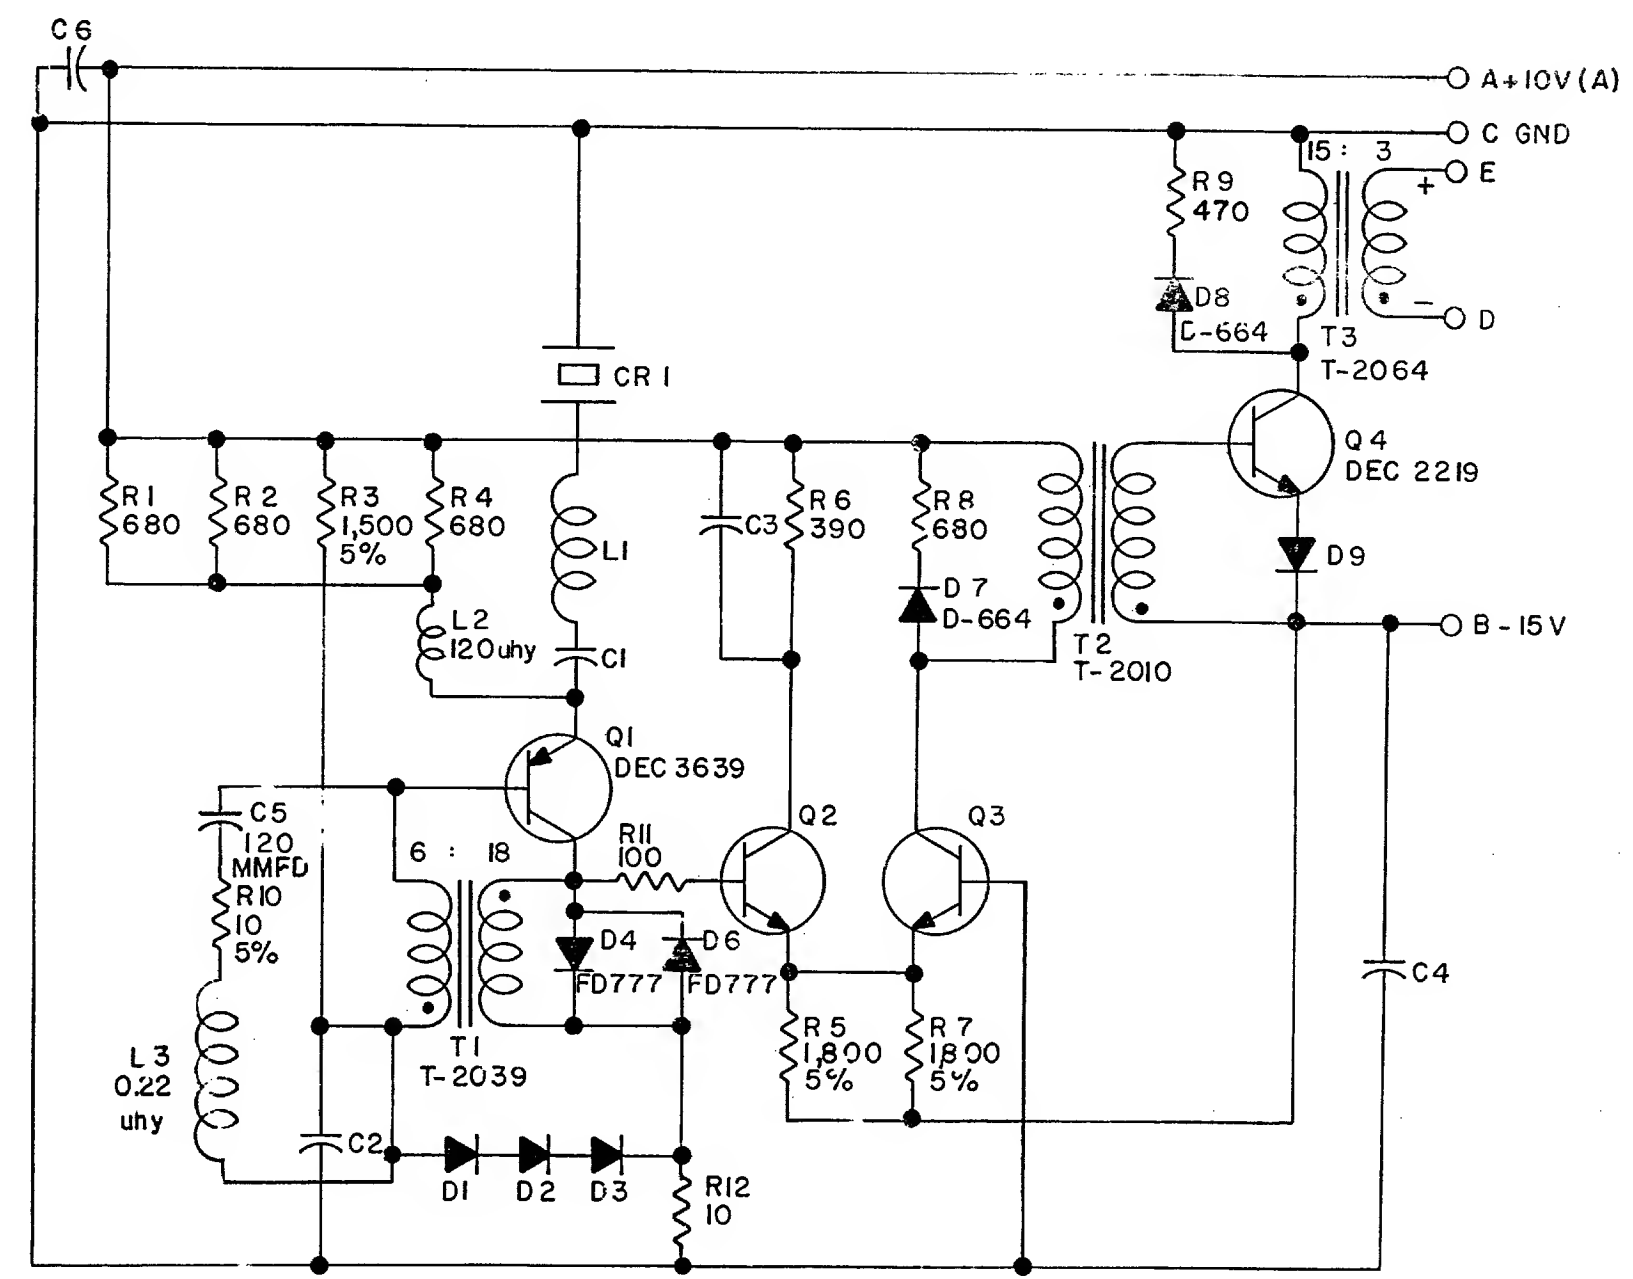 C6
A+10V(A)
C GND
15 : 3
E
+
R9
470
D8
D-664
−
D
T3
T-2064
CR1
Q4
DEC 2219
R1
680
R2
680
R3
1,500
5%
R4
680
L1
C3
R6
390
R8
680
D9
D7
D-664
L2
120uhy
C1
T2
T-2010
B-15V
Q1
DEC3639
C5
120
MMFD
R10
10
5%
6 : 18
R11
100
Q2
Q3
D4
FD777
D6
FD777
C4
L3
0.22
uhy
T1
T-2039
R5
1,800
5%
R7
1,800
5%
C2
D1
D2
D3
R12
10